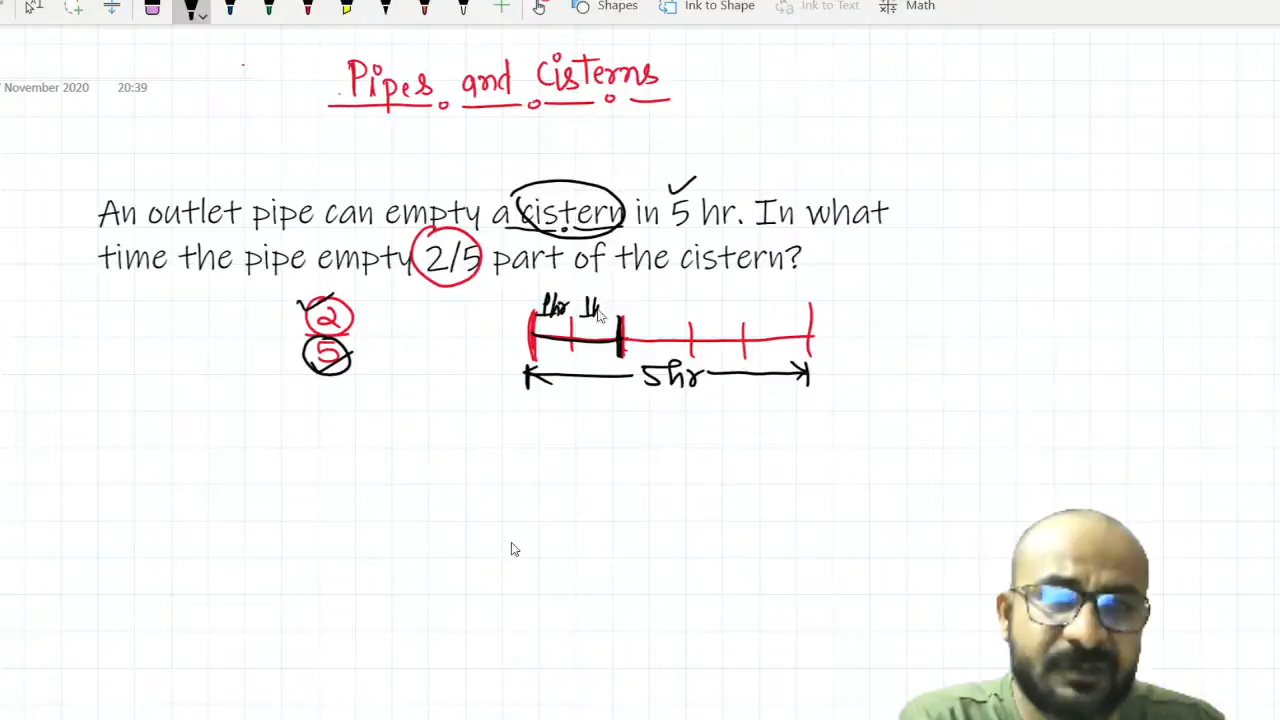 Shapes Ink to Shape Ink to Text Math
Pipes and Cisterns
November 2020 20:39
An outlet pipe can empty a cistern in 5 hr. In what
time the pipe empty 2/5 part of the cistern?
1hr
2
5
5hr